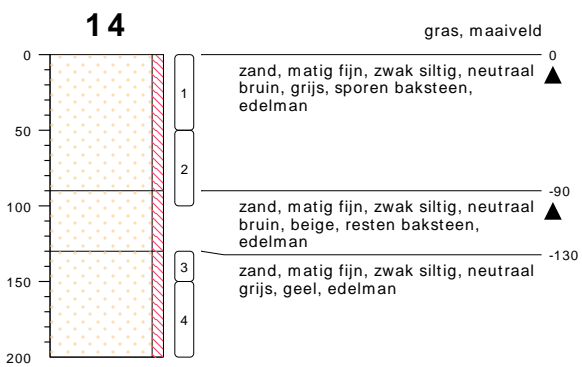 14
gras, maaiveld
0
0
zand, matig fijn, zwak siltig, neutraal
bruin, grijs, sporen baksteen,
edelman
1
50
2
-90
100
zand, matig fijn, zwak siltig, neutraal
bruin, beige, resten baksteen,
edelman
-130
3
zand, matig fijn, zwak siltig, neutraal
grijs, geel, edelman
150
4
200